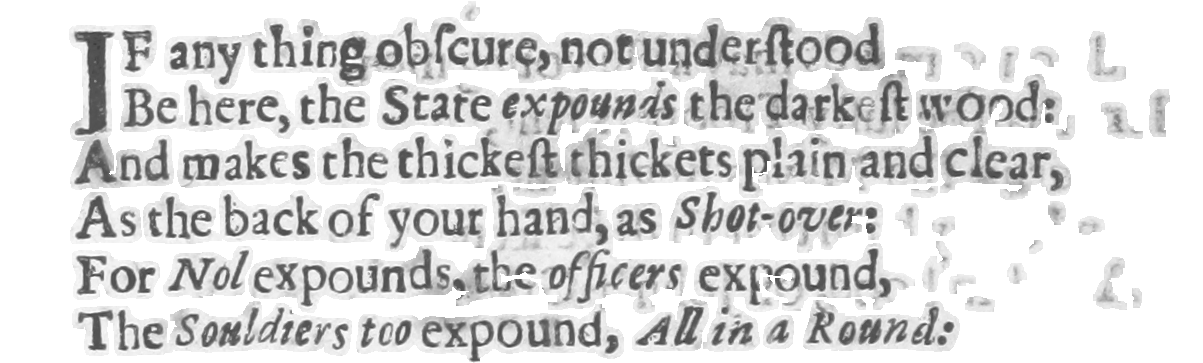 IF any thing obſcure, not underſtood
Be here, the State expounds the darkeſt wood:
And makes the thickeſt thickets plain and clear,
As the back of your hand, as Shot-over:
For Nol expounds, the officers expound,
The Souldiers too expound, All in a Round: